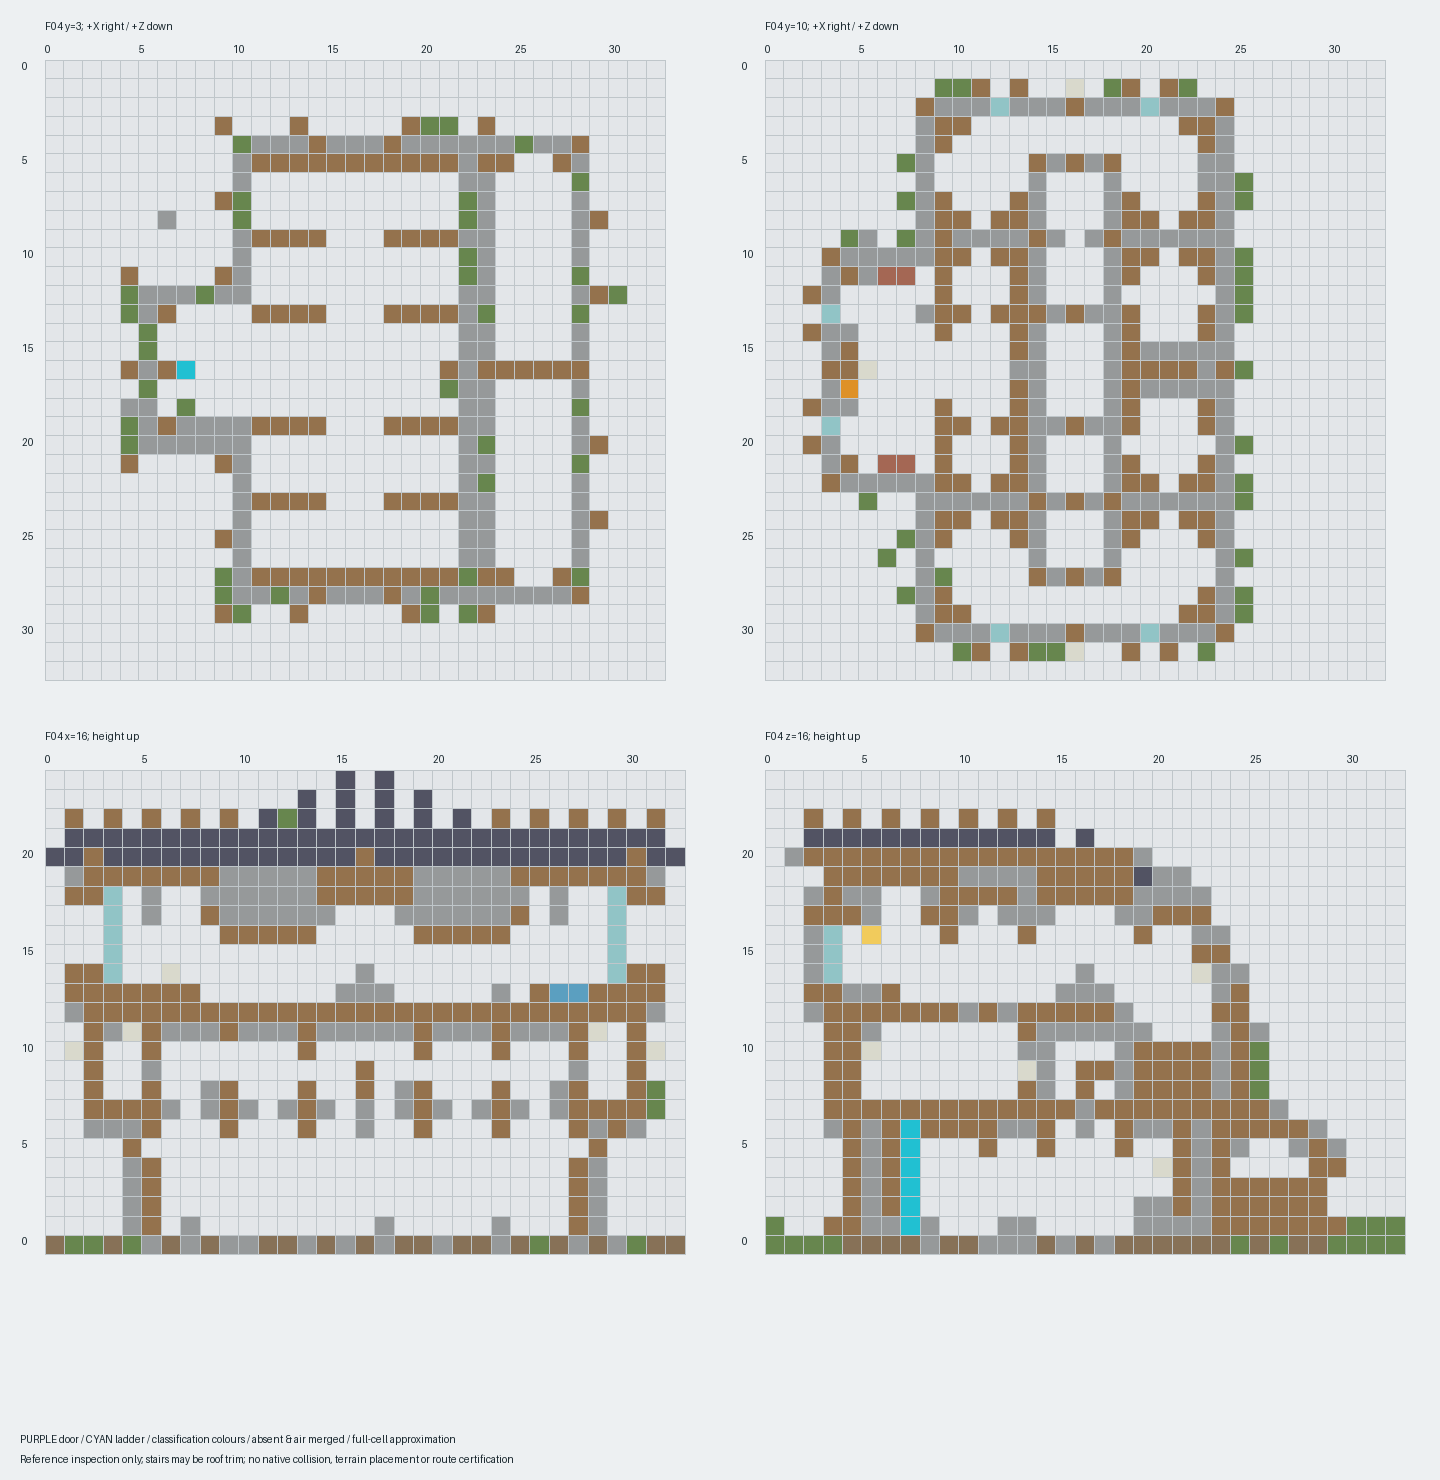 F04 y=3; +X right / +Z down
0 5 10 15 20 25 30
0
5
10
15
20
25
30
F04 y=10; +X right / +Z down
0 5 10 15 20 25 30
0
5
10
15
20
25
30
F04 x=16; height up
0 5 10 15 20 25 30
20
15
10
5
0
F04 z=16; height up
0 5 10 15 20 25 30
20
15
10
5
0
PURPLE door / CYAN ladder / classification colours / absent & air merged / full-cell approximation
Reference inspection only; stairs may be roof trim; no native collision, terrain placement or route certification